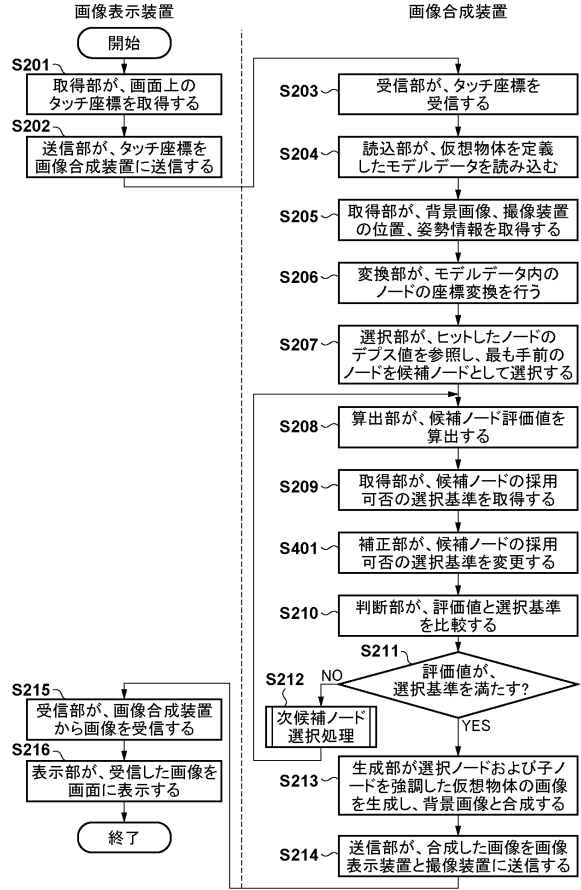 画像表示装置
開始
S201
取得部が、画面上の
タッチ座標を取得する
S202
送信部が、タッチ座標を
画像合成装置に送信する
画像合成装置
S203
受信部が、タッチ座標を
受信する
S204
読込部が、仮想物体を定義
したモデルデータを読み込む
S205
取得部が、背景画像、撮像装置
の位置、姿勢情報を取得する
S206
変換部が、モデルデータ内の
ノードの座標変換を行う
S207
選択部が、ヒットしたノードの
デプス値を参照し、最も手前の
ノードを候補ノードとして選択する
S208
算出部が、候補ノード評価値を
算出する
S209
取得部が、候補ノードの採用
可否の選択基準を取得する
S401
補正部が、候補ノードの採用
可否の選択基準を変更する
S210
判断部が、評価値と選択基準
を比較する
S211
評価値が、
選択基準を満たす?
NO
S212
次候補ノード
選択処理
YES
S213
生成部が選択ノードおよび子ノ
ードを強調した仮想物体の画像
を生成し、背景画像と合成する
S214
送信部が、合成した画像を画像
表示装置と撮像装置に送信する
S215
受信部が、画像合成装置
から画像を受信する
S216
表示部が、受信した画像を
画面に表示する
終了